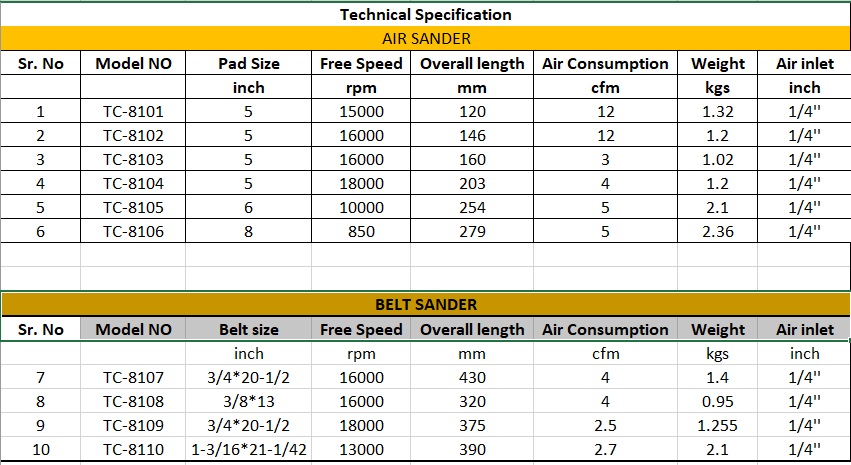 Technical Specification
AIR SANDER
Sr. No Model NO Pad Size Free Speed Overall length Air Consumption Weight Air inlet
inch rpm mm cfm kgs inch
1 TC-8101 5 15000 120 12 1.32 1/4"
2 TC-8102 5 16000 146 12 1.2 1/4"
3 TC-8103 5 16000 160 3 1.02 1/4"
4 TC-8104 5 18000 203 4 1.2 1/4"
5 TC-8105 6 10000 254 5 2.1 1/4"
6 TC-8106 8 850 279 5 2.36 1/4"
BELT SANDER
Sr. No Model NO Belt size Free Speed Overall length Air Consumption Weight Air inlet
inch rpm mm cfm kgs inch
7 TC-8107 3/4*20-1/2 16000 430 4 1.4 1/4"
8 TC-8108 3/8*13 16000 320 4 0.95 1/4"
9 TC-8109 3/4*20-1/2 18000 375 2.5 1.255 1/4"
10 TC-8110 1-3/16*21-1/42 13000 390 2.7 2.1 1/4"